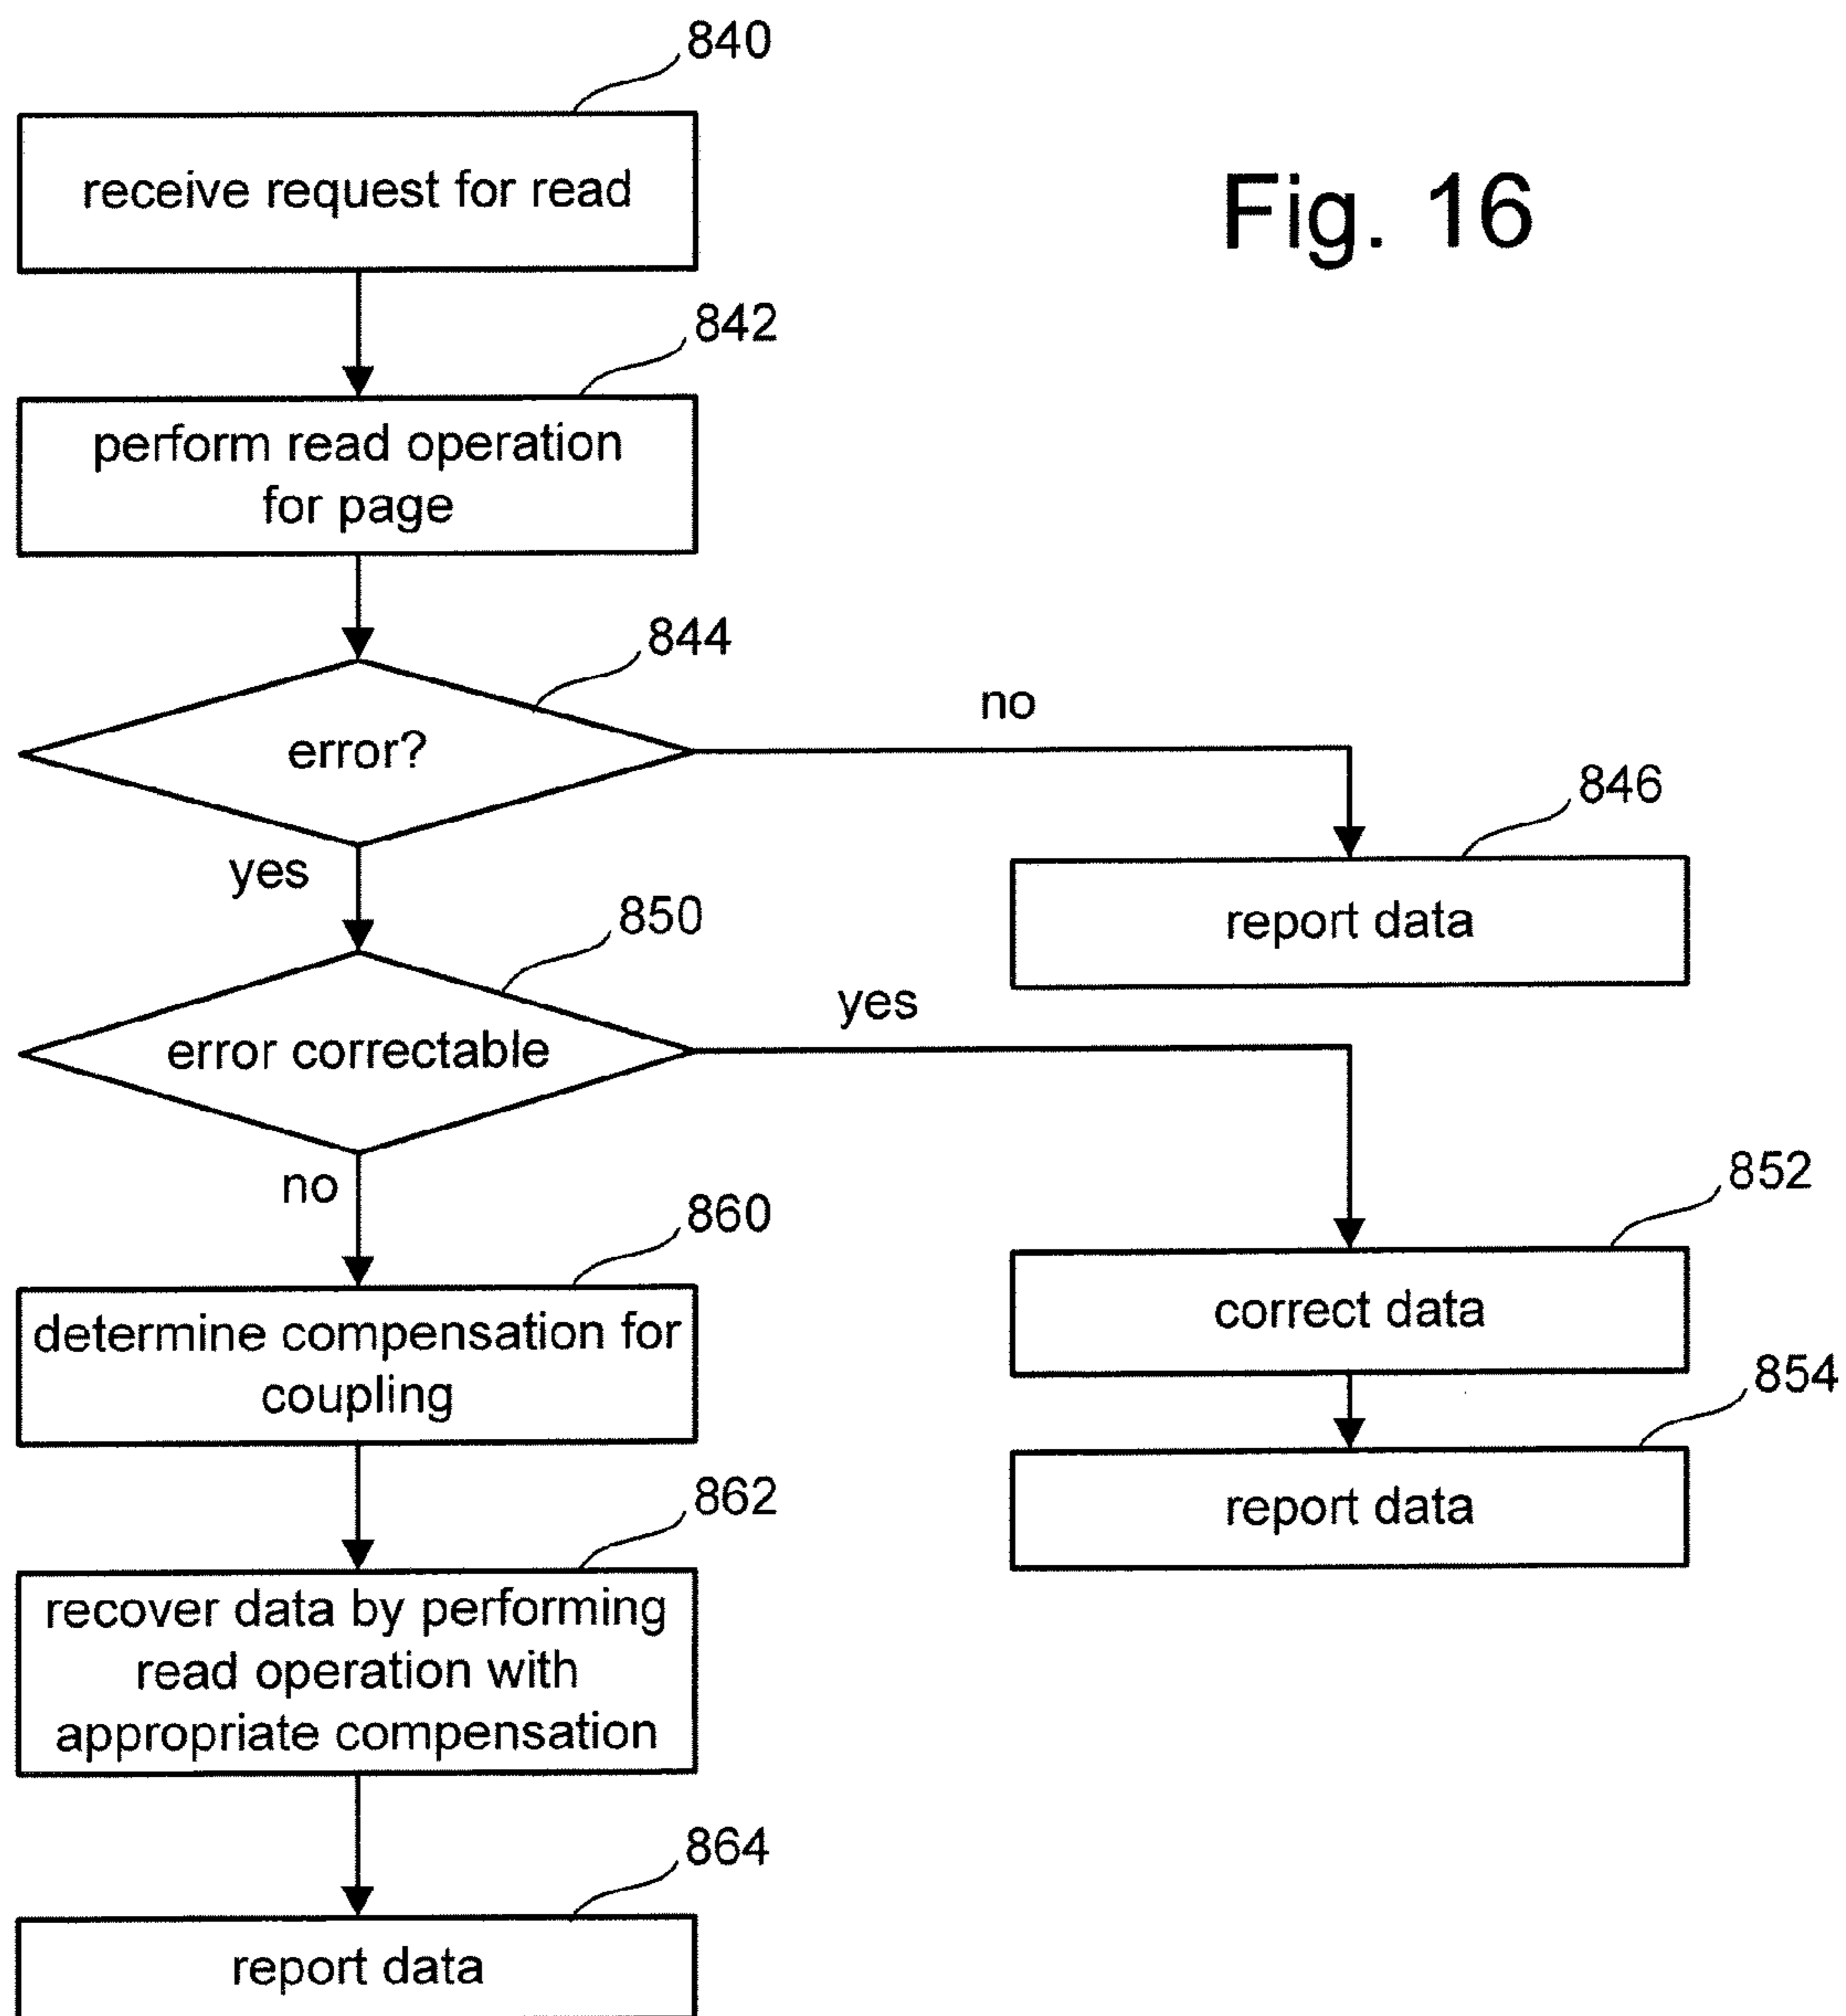 840
receive request for read
Fig. 16
842
perform read operation
for page
844
error?
no
846
report data
yes
850
error correctable
yes
852
correct data
854
report data
no
860
determine compensation for
coupling
862
recover data by performing
read operation with
appropriate compensation
864
report data